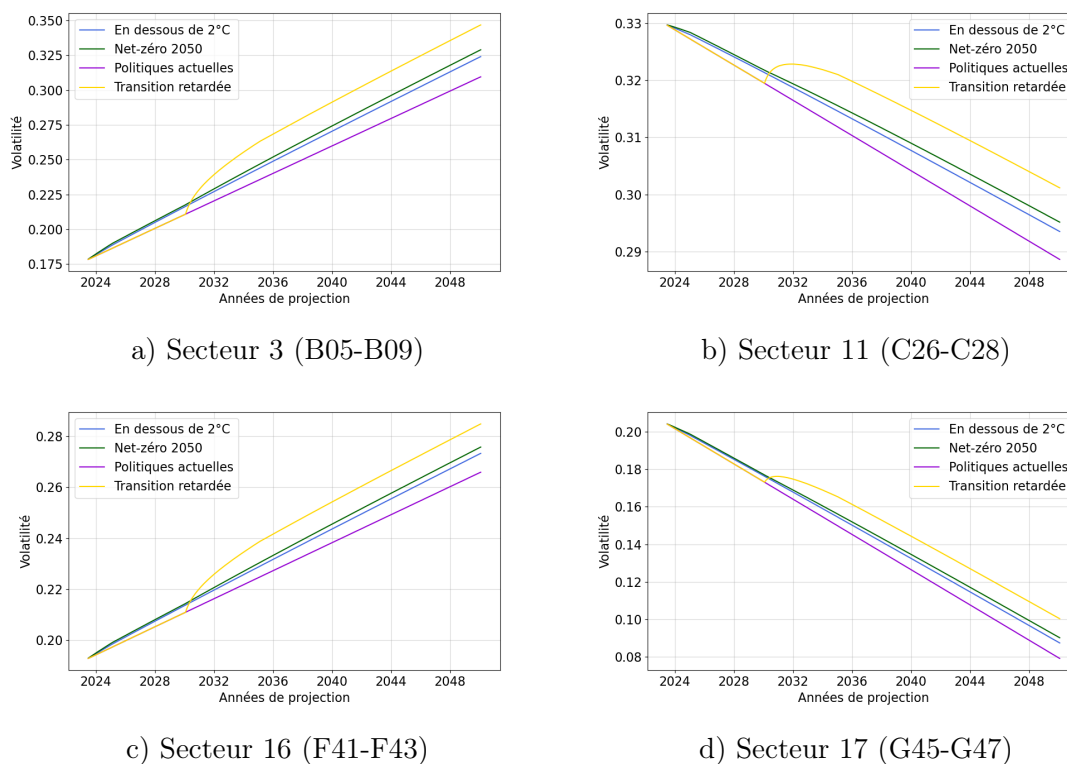 0.350
0.325
0.300
0.275
0.250
0.225
0.200
0.175
Volatilité
En dessous de 2°C
Net-zéro 2050
Politiques actuelles
Transition retardée
2024 2028 2032 2036 2040 2044 2048
Années de projection
a) Secteur 3 (B05-B09)
0.33
0.32
0.31
0.30
0.29
Volatilité
En dessous de 2°C
Net-zéro 2050
Politiques actuelles
Transition retardée
2024 2028 2032 2036 2040 2044 2048
Années de projection
b) Secteur 11 (C26-C28)
0.28
0.26
0.24
0.22
0.20
Volatilité
En dessous de 2°C
Net-zéro 2050
Politiques actuelles
Transition retardée
2024 2028 2032 2036 2040 2044 2048
Années de projection
c) Secteur 16 (F41-F43)
0.20
0.18
0.16
0.14
0.12
0.10
0.08
Volatilité
En dessous de 2°C
Net-zéro 2050
Politiques actuelles
Transition retardée
2024 2028 2032 2036 2040 2044 2048
Années de projection
d) Secteur 17 (G45-G47)